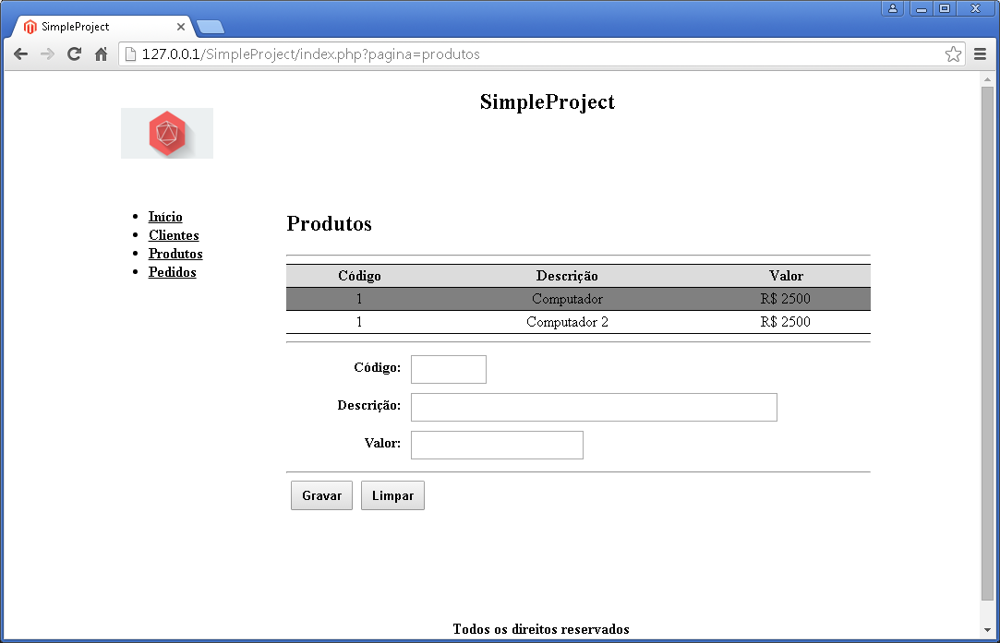 SimpleProject
127.0.0.1/SimpleProject/index.php?pagina=produtos
SimpleProject
Início
Clientes
Produtos
Pedidos
Produtos
Código Descrição Valor
1 Computador R$ 2500
1 Computador 2 R$ 2500
Código:
Descrição:
Valor:
Gravar Limpar
Todos os direitos reservados